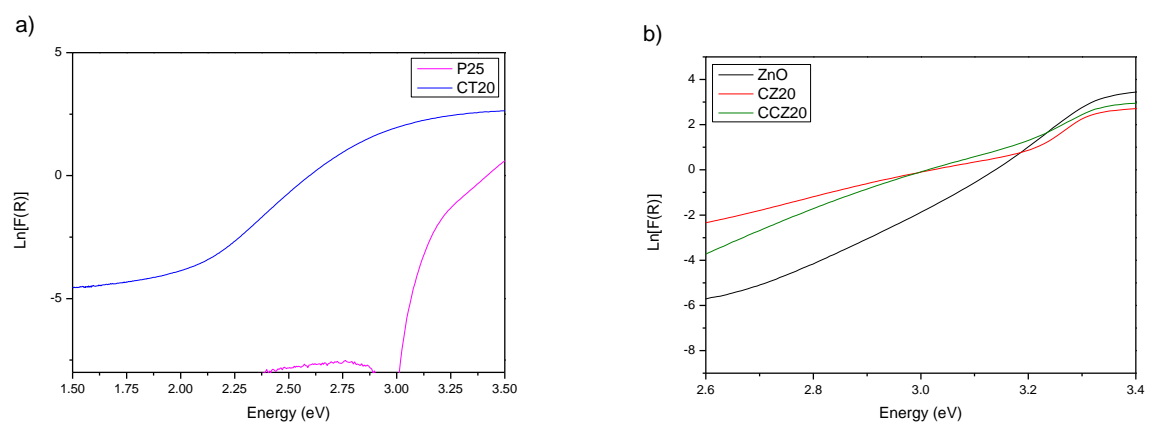 a)
Ln[F(R)]
5
0
-5
P25
CT20
1.50 1.75 2.00 2.25 2.50 2.75 3.00 3.25 3.50
Energy (eV)
b)
Ln[F(R)]
4
2
0
-2
-4
-6
-8
ZnO
CZ20
CCZ20
2.6 2.8 3.0 3.2 3.4
Energy (eV)